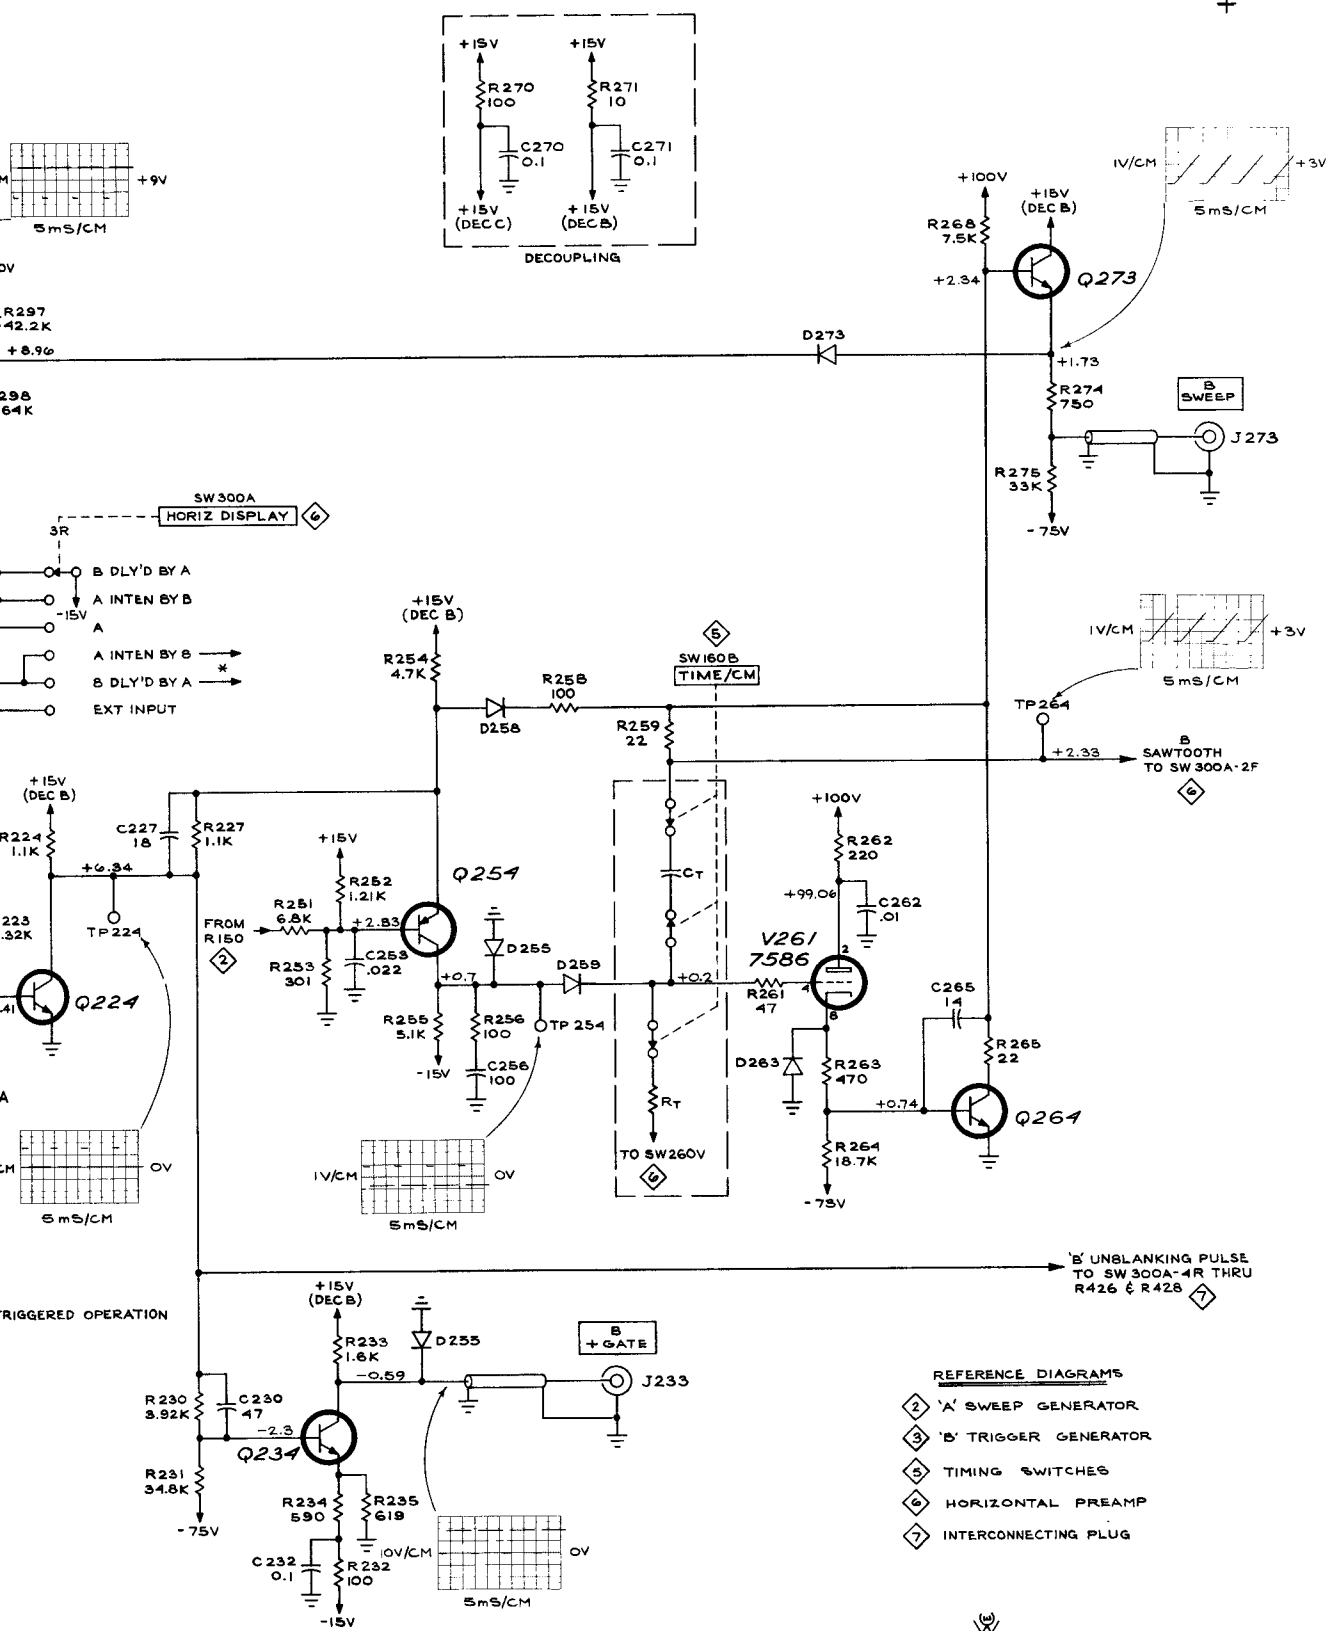 +15V
+15V
R270
100
R271
10
C270
0.1
C271
0.1
+15V
(DEC C)
+15V
(DEC B)
DECOUPLING
+9V
5mS/CM
R297
42.2K
+8.96
298
64K
1V/CM
+3V
5mS/CM
+100V
+15V
(DEC B)
R268
7.5K
+2.34
Q273
D273
+1.73
R274
750
B
SWEEP
J273
R275
33K
-75V
SW300A
HORIZ DISPLAY
6
3R
B DLY'D BY A
A INTEN BY B
-15V
A
A INTEN BY B
*
B DLY'D BY A
EXT INPUT
+15V
(DEC B)
R254
4.7K
D258
R258
100
5
SW160B
TIME/CM
R259
22
1V/CM
+3V
5mS/CM
TP264
+2.33
B
SAWTOOTH
TO SW300A-2F
6
+15V
(DEC B)
R224
1.1K
C227
18
R227
1.1K
+6.34
TP224
223
.32K
Q224
+15V
R252
1.21K
R251
6.8K
FROM
R150
2
+2.83
Q254
R253
301
C253
.022
D255
D259
+0.7
R255
5.1K
R256
100
TP 254
-15V
C256
100
CT
+0.2
RT
TO SW260V
6
+100V
R262
220
+99.06
C262
.01
V261
7586
2
4
8
R261
47
D263
R263
470
+0.74
R264
18.7K
-75V
C265
14
R265
22
Q264
0V
5mS/CM
1V/CM
0V
5mS/CM
'B' UNBLANKING PULSE
TO SW300A-4R THRU
R426 & R428
7
TRIGGERED OPERATION
+15V
(DEC B)
R233
1.6K
D255
-0.59
B
+ GATE
J233
R230
3.92K
C230
47
-2.3
Q234
R231
34.8K
-75V
R234
590
R235
619
C232
0.1
R232
100
-15V
10V/CM
0V
5mS/CM
REFERENCE DIAGRAMS
2 'A' SWEEP GENERATOR
3 'B' TRIGGER GENERATOR
5 TIMING SWITCHES
6 HORIZONTAL PREAMP
7 INTERCONNECTING PLUG